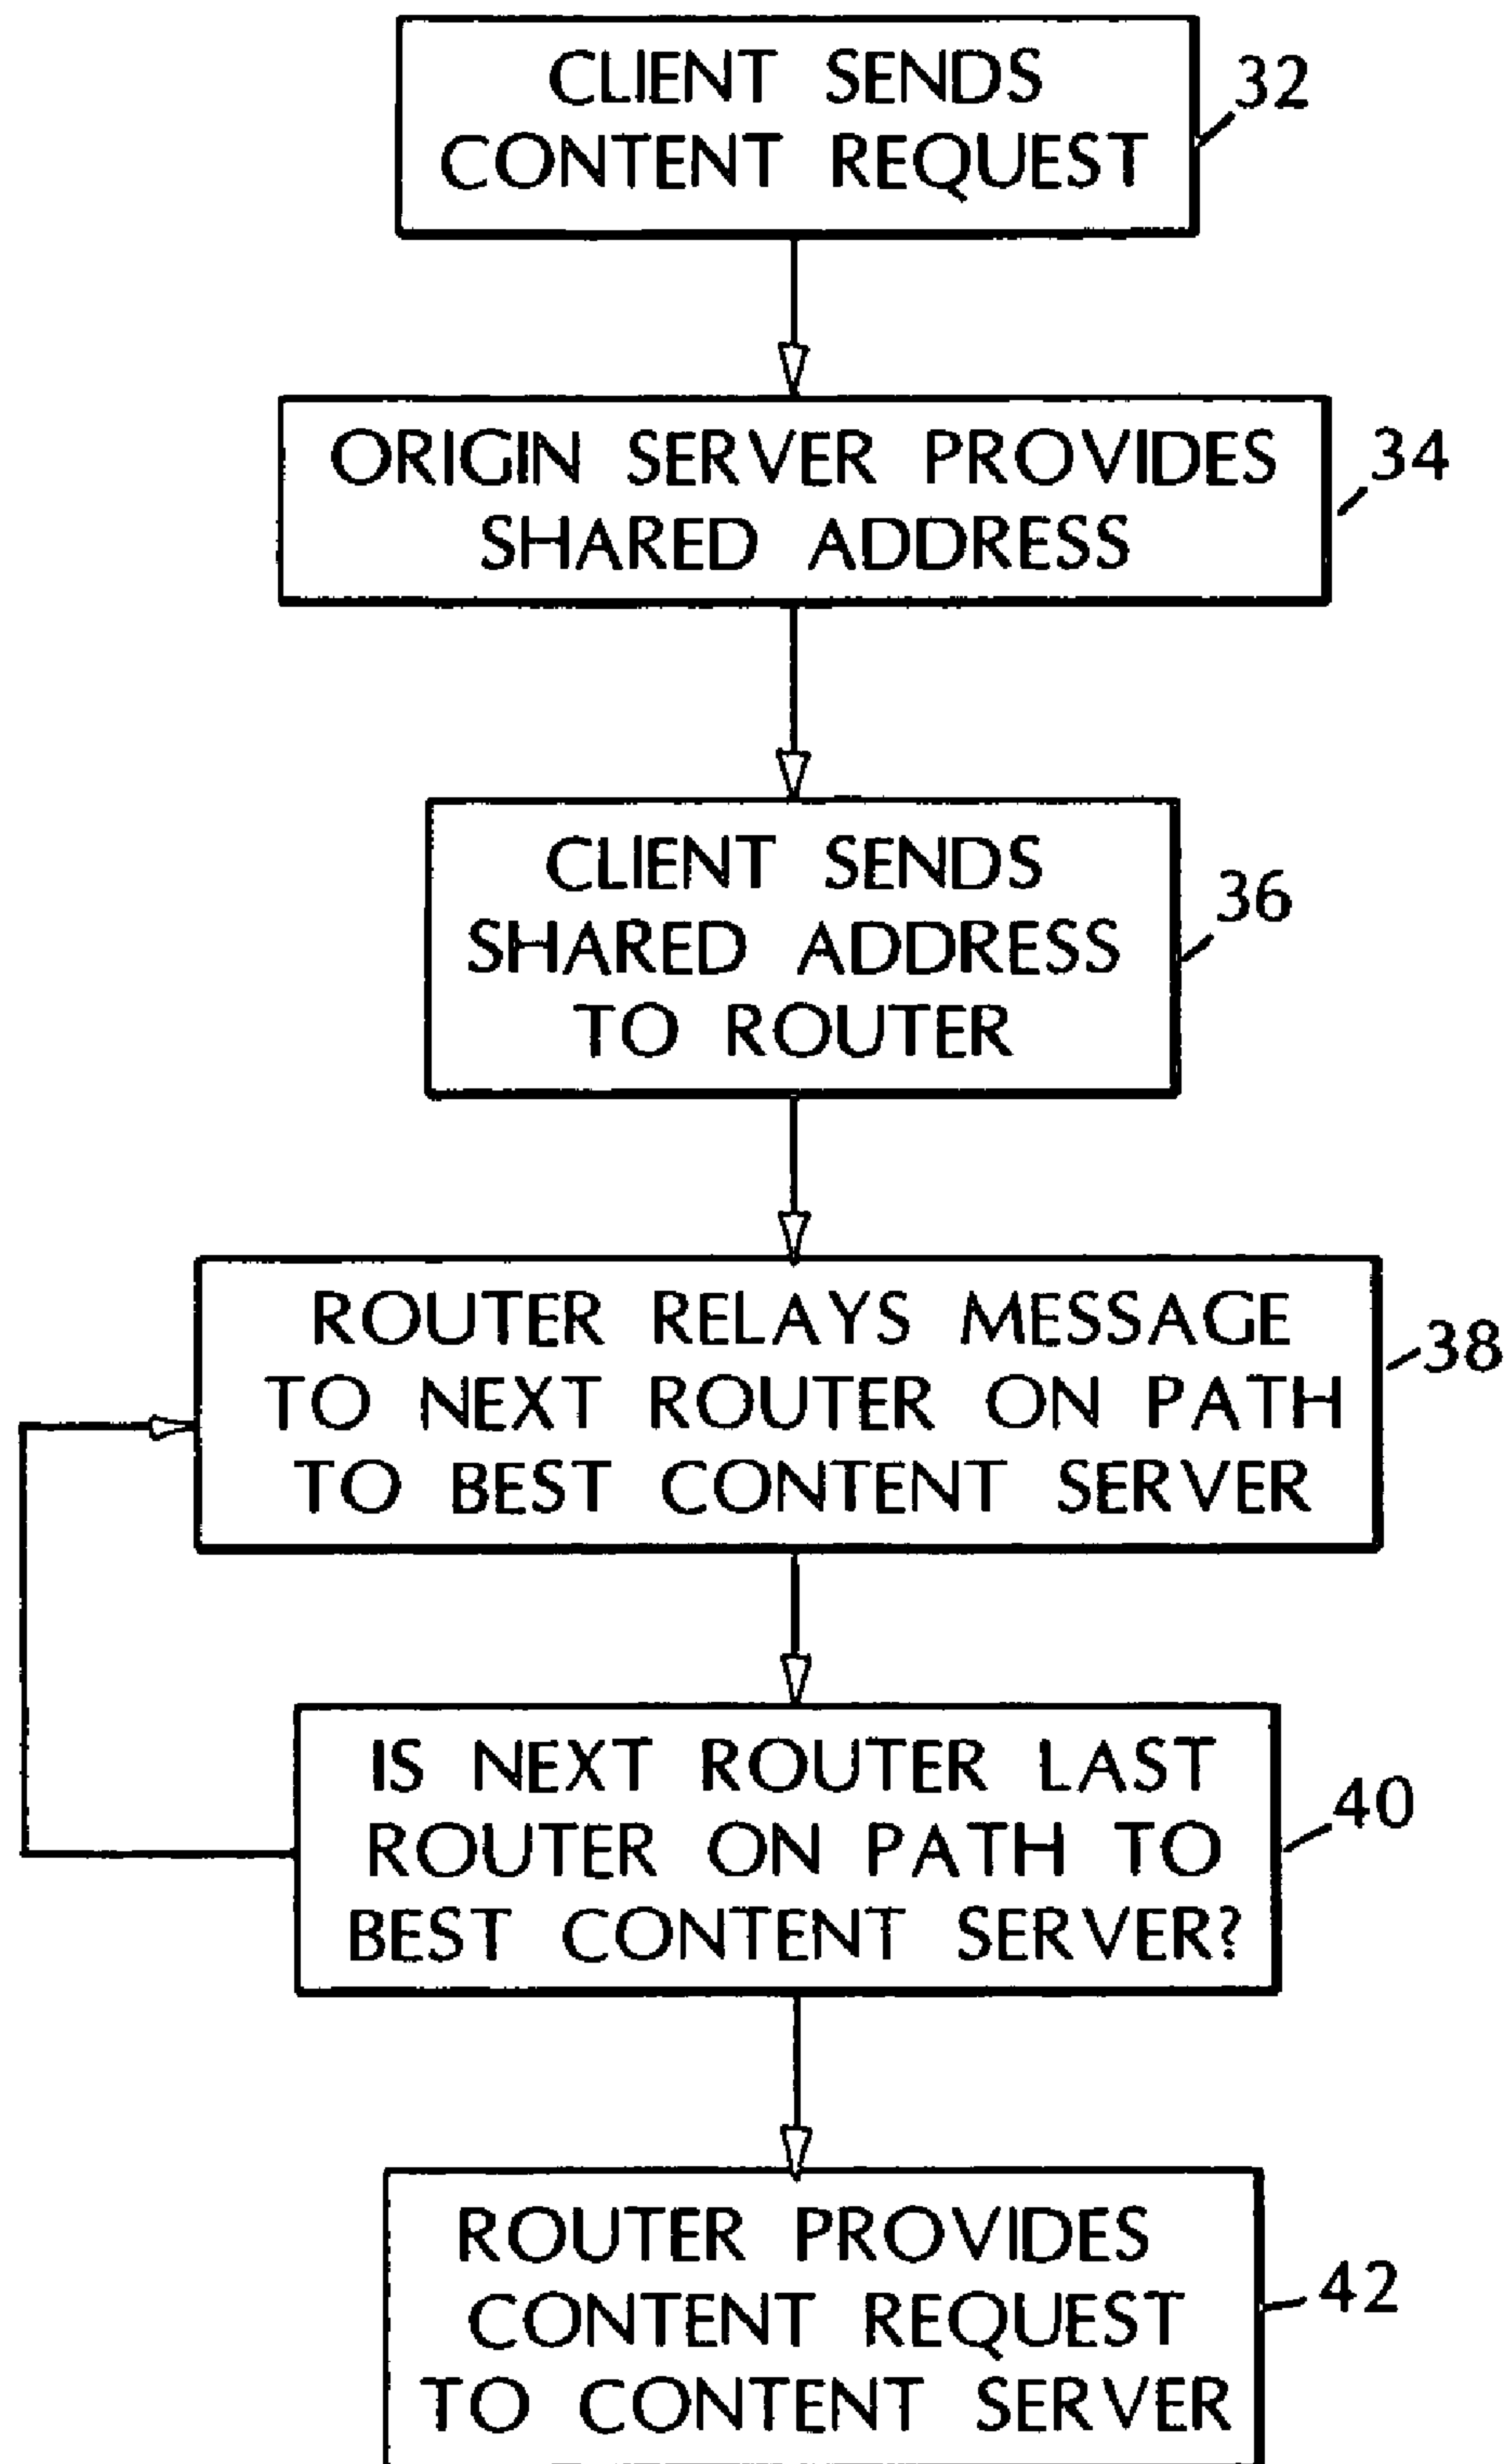 CLIENT SENDS
CONTENT REQUEST
32
ORIGIN SERVER PROVIDES
SHARED ADDRESS
34
CLIENT SENDS
SHARED ADDRESS
TO ROUTER
36
ROUTER RELAYS MESSAGE
TO NEXT ROUTER ON PATH
TO BEST CONTENT SERVER
38
IS NEXT ROUTER LAST
ROUTER ON PATH TO
BEST CONTENT SERVER?
40
ROUTER PROVIDES
CONTENT REQUEST
TO CONTENT SERVER
42